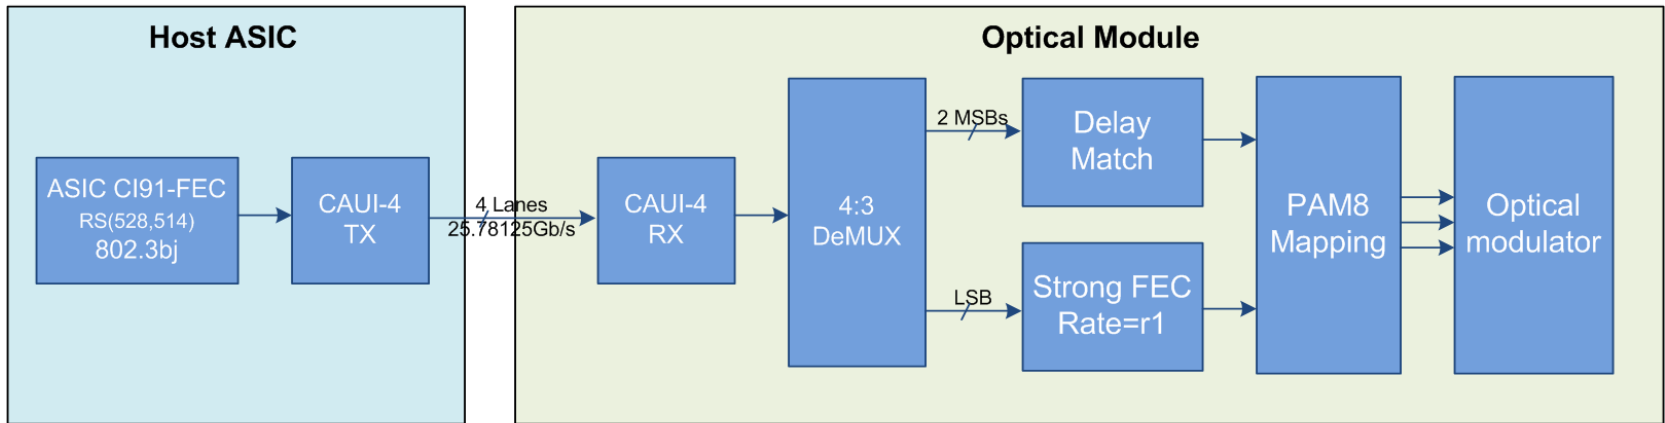 Host ASIC
Optical Module
ASIC CI91-FEC
RS(528,514)
802.3bj
CAUI-4
TX
4 Lanes
25.78125Gb/s
CAUI-4
RX
4:3
DeMUX
2 MSBs
LSB
Delay
Match
Strong FEC
Rate=r1
PAM8
Mapping
Optical
modulator